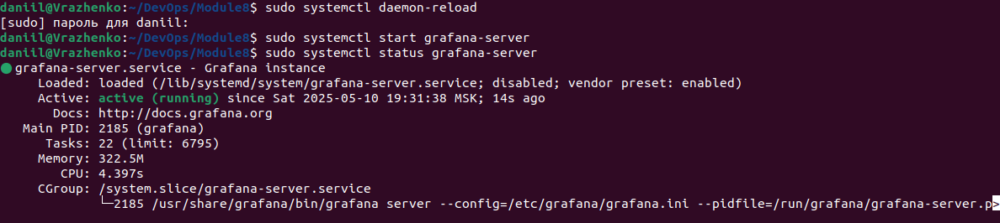 daniil@Vrazhenko:~/DevOps/Module8$ sudo systemctl daemon-reload
[sudo] пароль для daniil:
daniil@Vrazhenko:~/DevOps/Module8$ sudo systemctl start grafana-server
daniil@Vrazhenko:~/DevOps/Module8$ sudo systemctl status grafana-server
● grafana-server.service - Grafana instance
     Loaded: loaded (/lib/systemd/system/grafana-server.service; disabled; vendor preset: enabled)
     Active: active (running) since Sat 2025-05-10 19:31:38 MSK; 14s ago
       Docs: http://docs.grafana.org
   Main PID: 2185 (grafana)
      Tasks: 22 (limit: 6795)
     Memory: 322.5M
        CPU: 4.397s
     CGroup: /system.slice/grafana-server.service
             └─2185 /usr/share/grafana/bin/grafana server --config=/etc/grafana/grafana.ini --pidfile=/run/grafana/grafana-server.p>